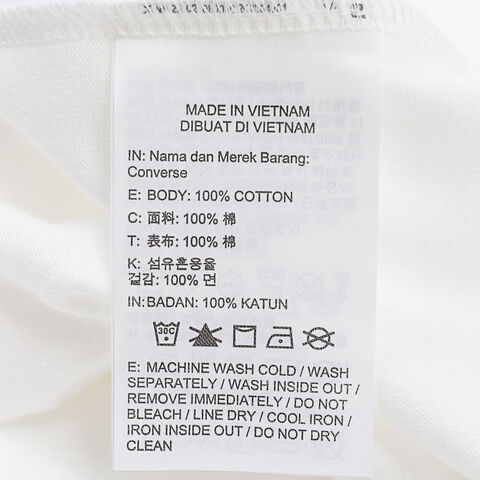 MADE IN VIETNAM
DIBUAT DI VIETNAM
IN: Nama dan Merek Barang:
Converse
E: BODY: 100% COTTON
C: 面料: 100% 棉
T: 表布: 100% 棉
K: 섬유혼용율
겉감: 100% 면
IN:BADAN: 100% KATUN
30C
E: MACHINE WASH COLD / WASH
SEPARATELY / WASH INSIDE OUT /
REMOVE IMMEDIATELY / DO NOT
BLEACH / LINE DRY / COOL IRON /
IRON INSIDE OUT / DO NOT DRY
CLEAN